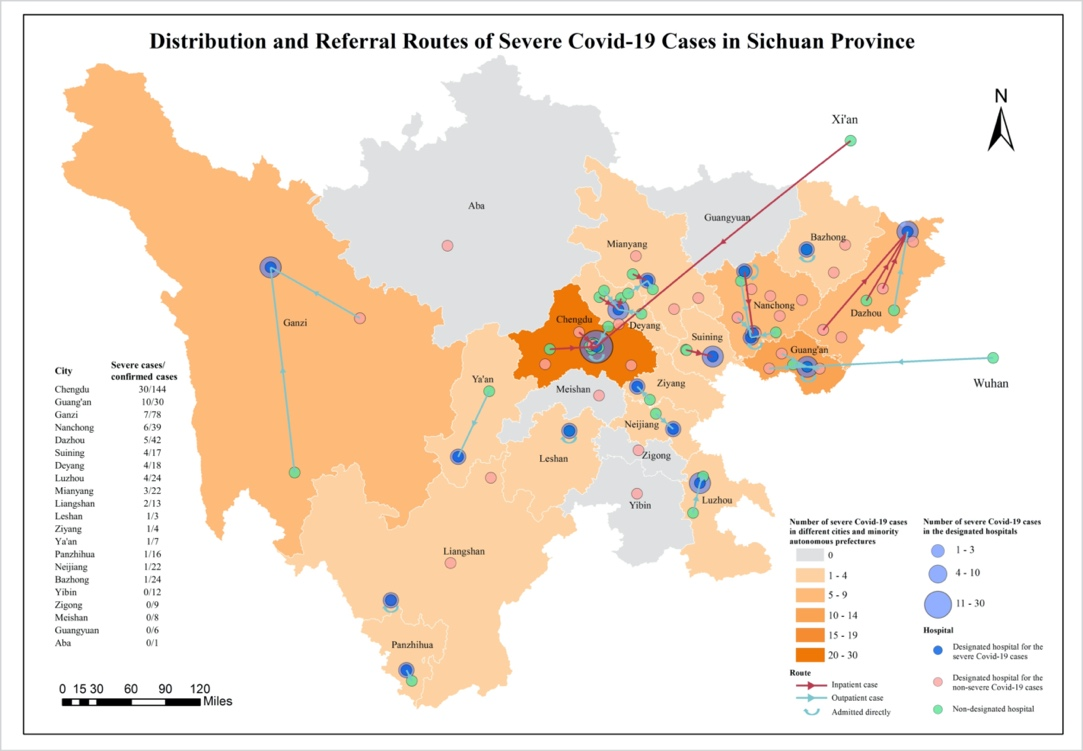 Distribution and Referral Routes of Severe Covid-19 Cases in Sichuan Province
N
Xi'an
Aba
Guangyuan
Bazhong
Mianyang
Ganzi
Nanchong
Dazhou
Chengdu
Deyang
Suining
Guang'an
Wuhan
Ya'an
Meishan
Ziyang
Neijiang
Leshan
Zigong
Yibin
Luzhou
Liangshan
Panzhihua
City Severe cases/
confirmed cases
Chengdu 30/144
Guang'an 10/30
Ganzi 7/78
Nanchong 6/39
Dazhou 5/42
Suining 4/17
Deyang 4/18
Luzhou 4/24
Mianyang 3/22
Liangshan 2/13
Leshan 1/3
Ziyang 1/4
Ya'an 1/7
Panzhihua 1/16
Neijiang 1/22
Bazhong 1/24
Yibin 0/12
Zigong 0/9
Meishan 0/8
Guangyuan 0/6
Aba 0/1
0 15 30 60 90 120
Miles
Number of severe Covid-19 cases
in different cities and minority
autonomous prefectures
0
1 - 4
5 - 9
10 - 14
15 - 19
20 - 30
Route
Inpatient case
Outpatient case
Admitted directly
Number of severe Covid-19 cases
in the designated hospitals
1 - 3
4 - 10
11 - 30
Hospital
Designated hospital for the
severe Covid-19 cases
Designated hospital for the
non-severe Covid-19 cases
Non-designated hospital